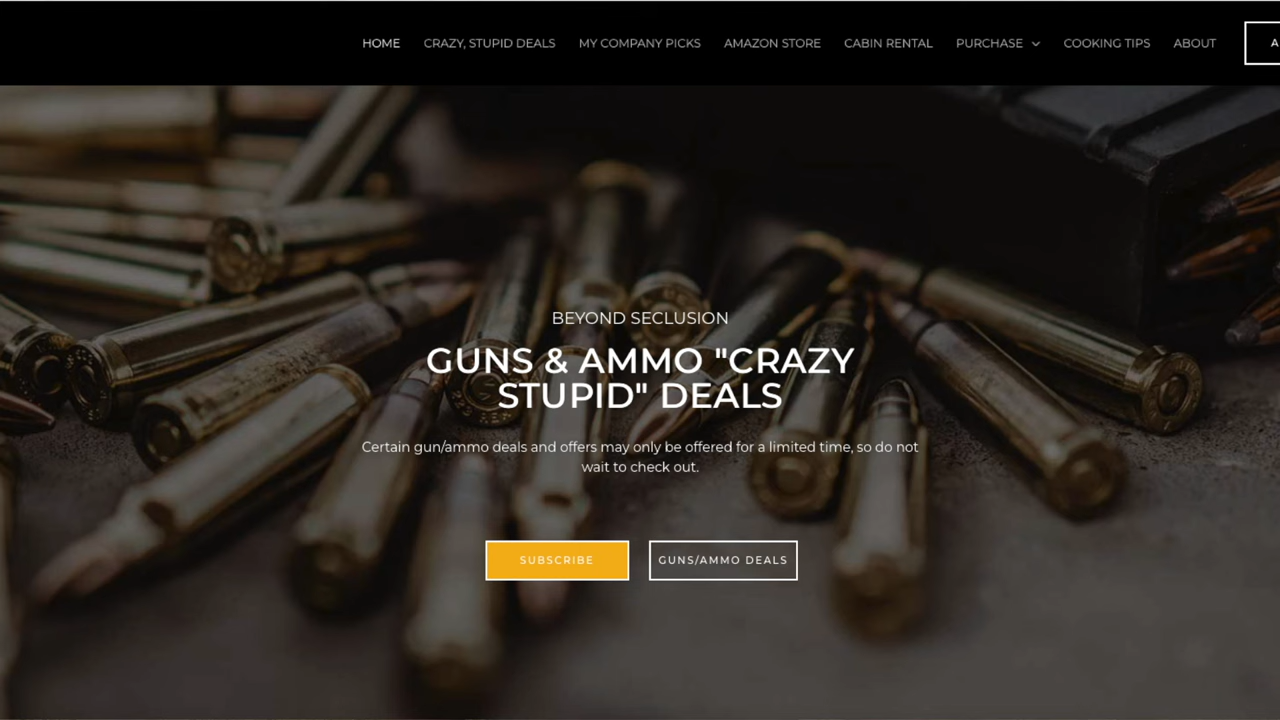 HOME CRAZY, STUPID DEALS MY COMPANY PICKS AMAZON STORE CABIN RENTAL PURCHASE COOKING TIPS ABOUT
BEYOND SECLUSION
GUNS & AMMO "CRAZY
STUPID" DEALS
Certain gun/ammo deals and offers may only be offered for a limited time, so do not
wait to check out.
SUBSCRIBE GUNS/AMMO DEALS